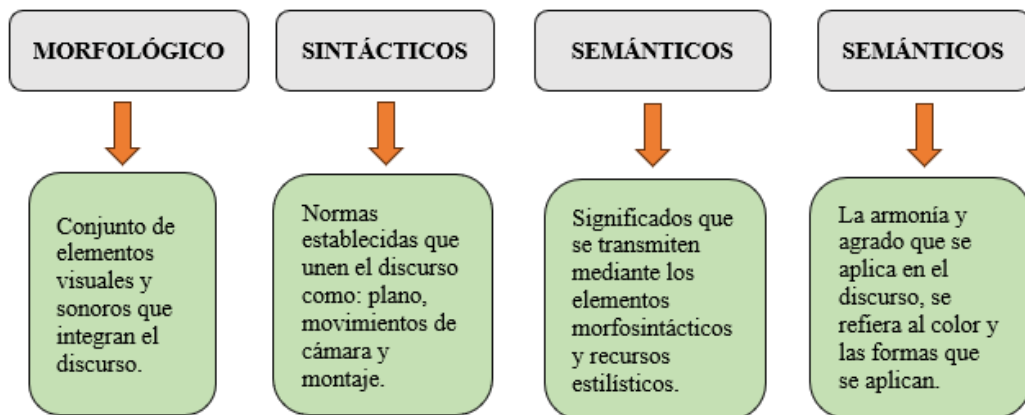 MORFOLÓGICO
Conjunto de
elementos
visuales y
sonoros que
integran el
discurso.
SINTÁCTICOS
Normas
establecidas que
unen el discurso
como: plano,
movimientos de
cámara y
montaje.
SEMÁNTICOS
Significados que
se transmiten
mediante los
elementos
morfosintácticos
y recursos
estilísticos.
SEMÁNTICOS
La armonía y
agrado que se
aplica en el
discurso, se
refiera al color y
las formas que
se aplican.